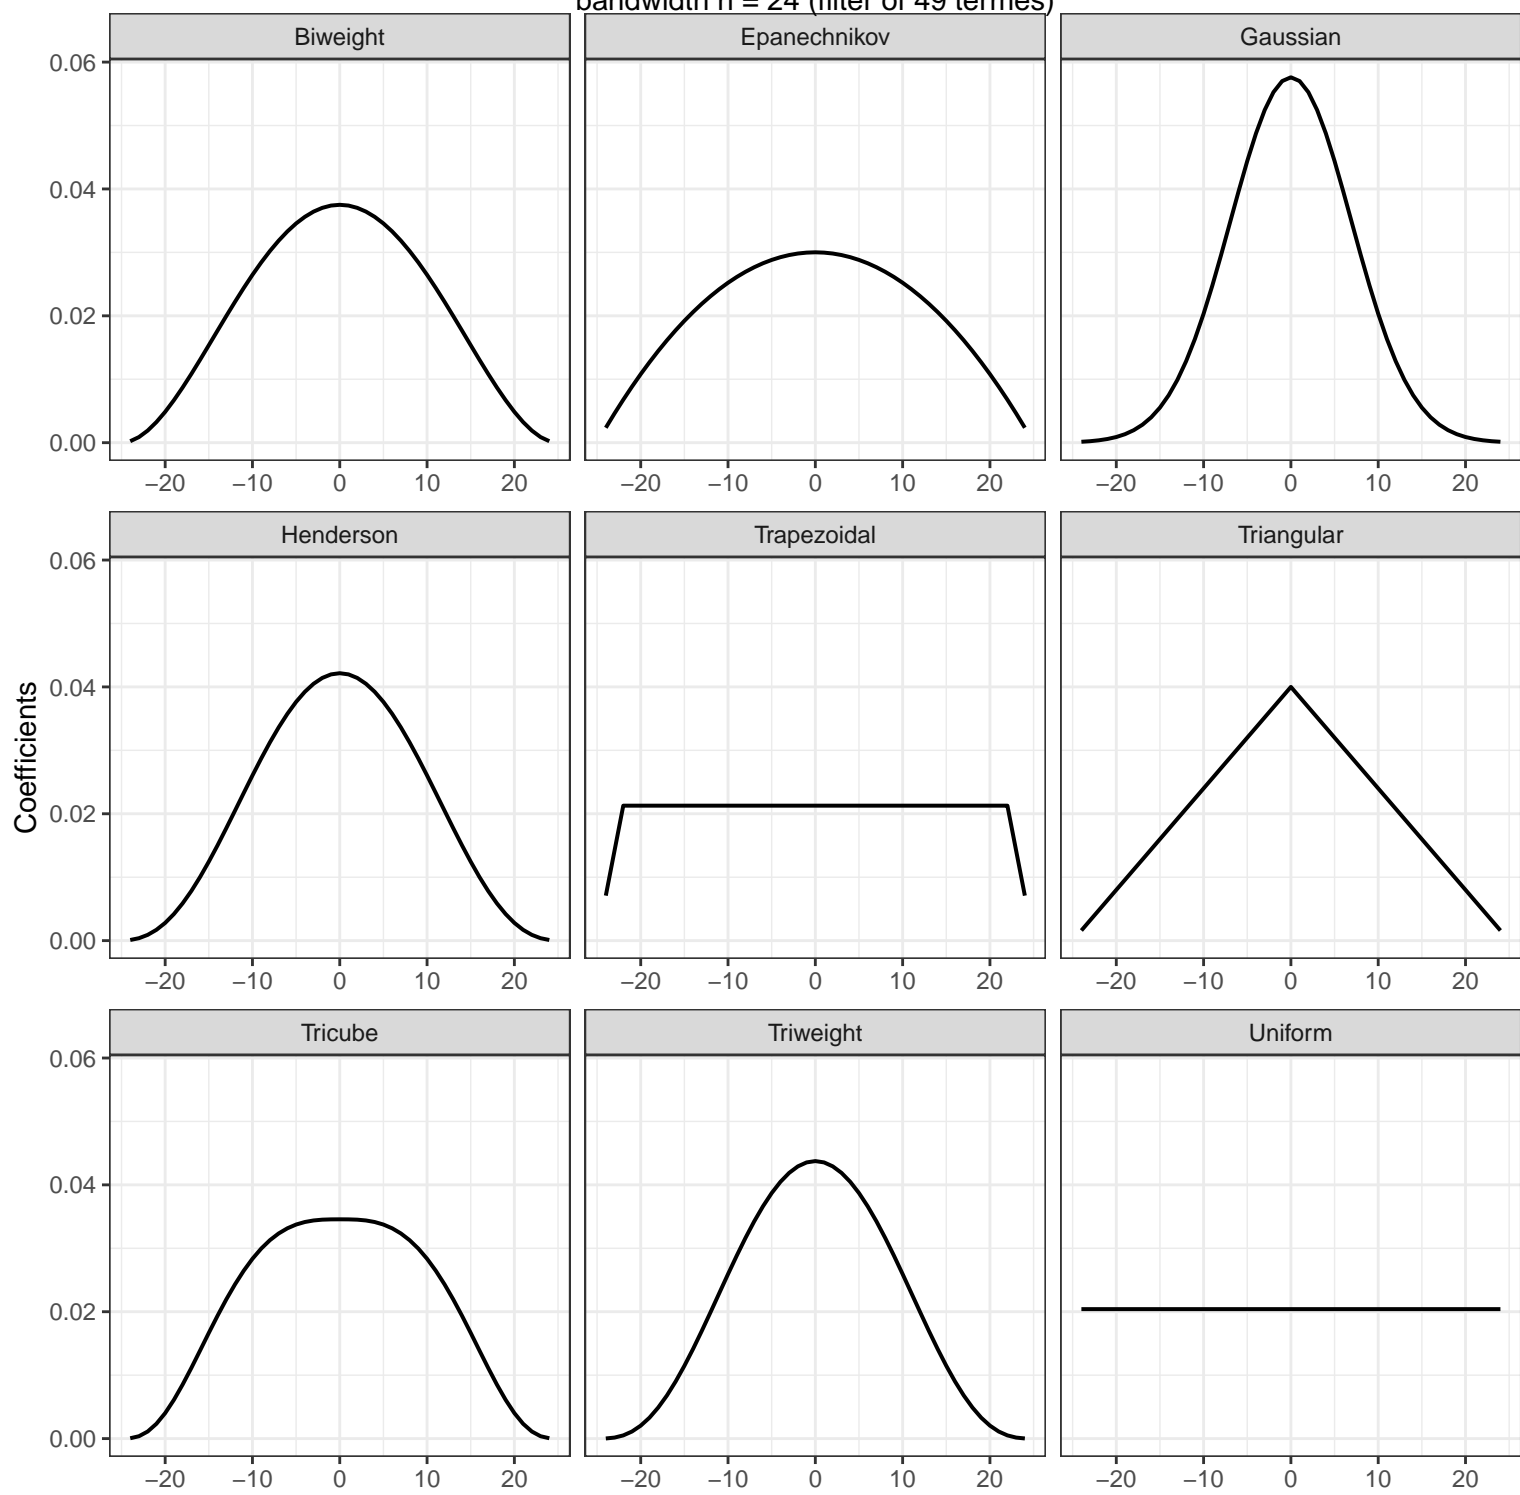 bandwidth h = 24 (filter of 49 termes)
Biweight Epanechnikov Gaussian
0.06
0.04
0.02
0.00
−20 −10 0 10 20 −20 −10 0 10 20 −20 −10 0 10 20
Henderson Trapezoidal Triangular
0.06
0.04
0.02
0.00
Coefficients
−20 −10 0 10 20 −20 −10 0 10 20 −20 −10 0 10 20
Tricube Triweight Uniform
0.06
0.04
0.02
0.00
−20 −10 0 10 20 −20 −10 0 10 20 −20 −10 0 10 20